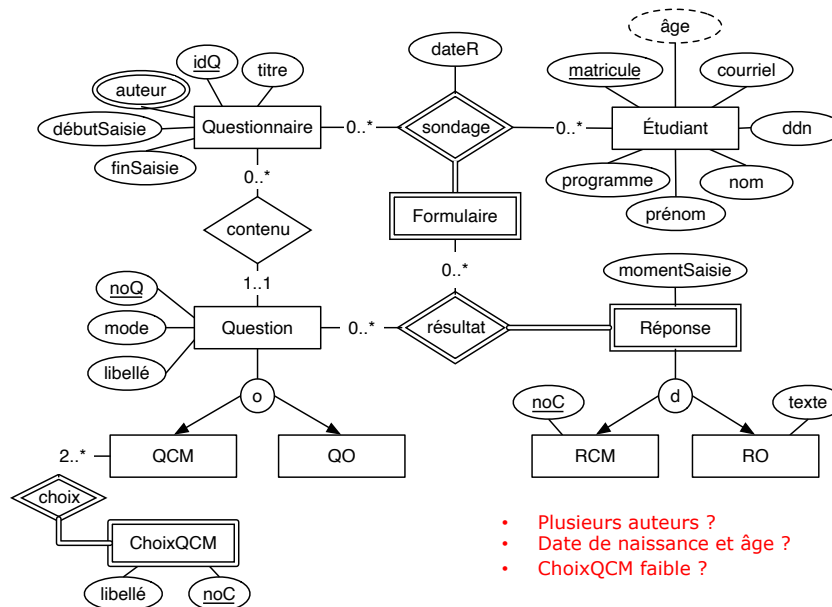 âge
dateR
idQ
titre
matricule
courriel
auteur
débutSaisie
Questionnaire
0..*
sondage
0..*
Étudiant
ddn
finSaisie
programme
nom
prénom
0..*
Formulaire
contenu
0..*
momentSaisie
noQ
1..1
mode
Question
0..*
résultat
Réponse
libellé
o
d
noC
texte
2..*
QCM
QO
RCM
RO
choix
ChoixQCM
libellé
noC
• Plusieurs auteurs ?
• Date de naissance et âge ?
• ChoixQCM faible ?